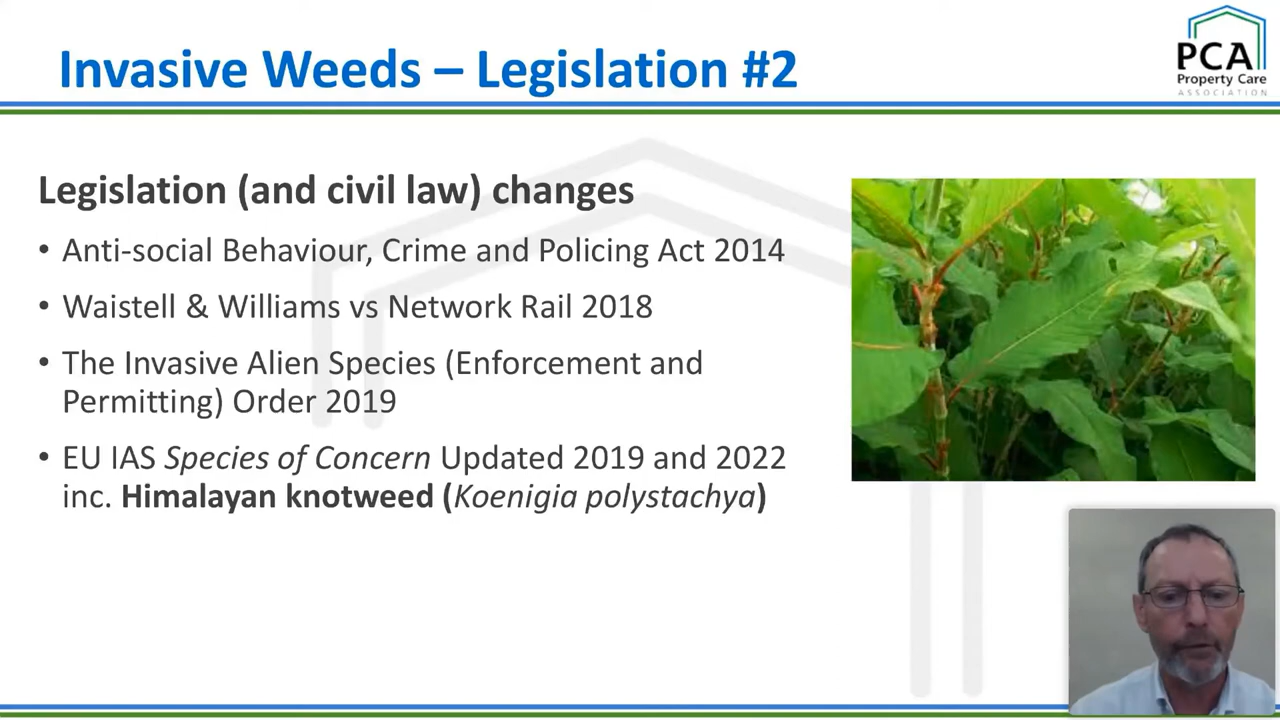 Invasive Weeds – Legislation #2
PCA
Property Care
ASSOCIATION
Legislation (and civil law) changes
• Anti-social Behaviour, Crime and Policing Act 2014
• Waistell & Williams vs Network Rail 2018
• The Invasive Alien Species (Enforcement and
Permitting) Order 2019
• EU IAS Species of Concern Updated 2019 and 2022
inc. Himalayan knotweed (Koenigia polystachya)